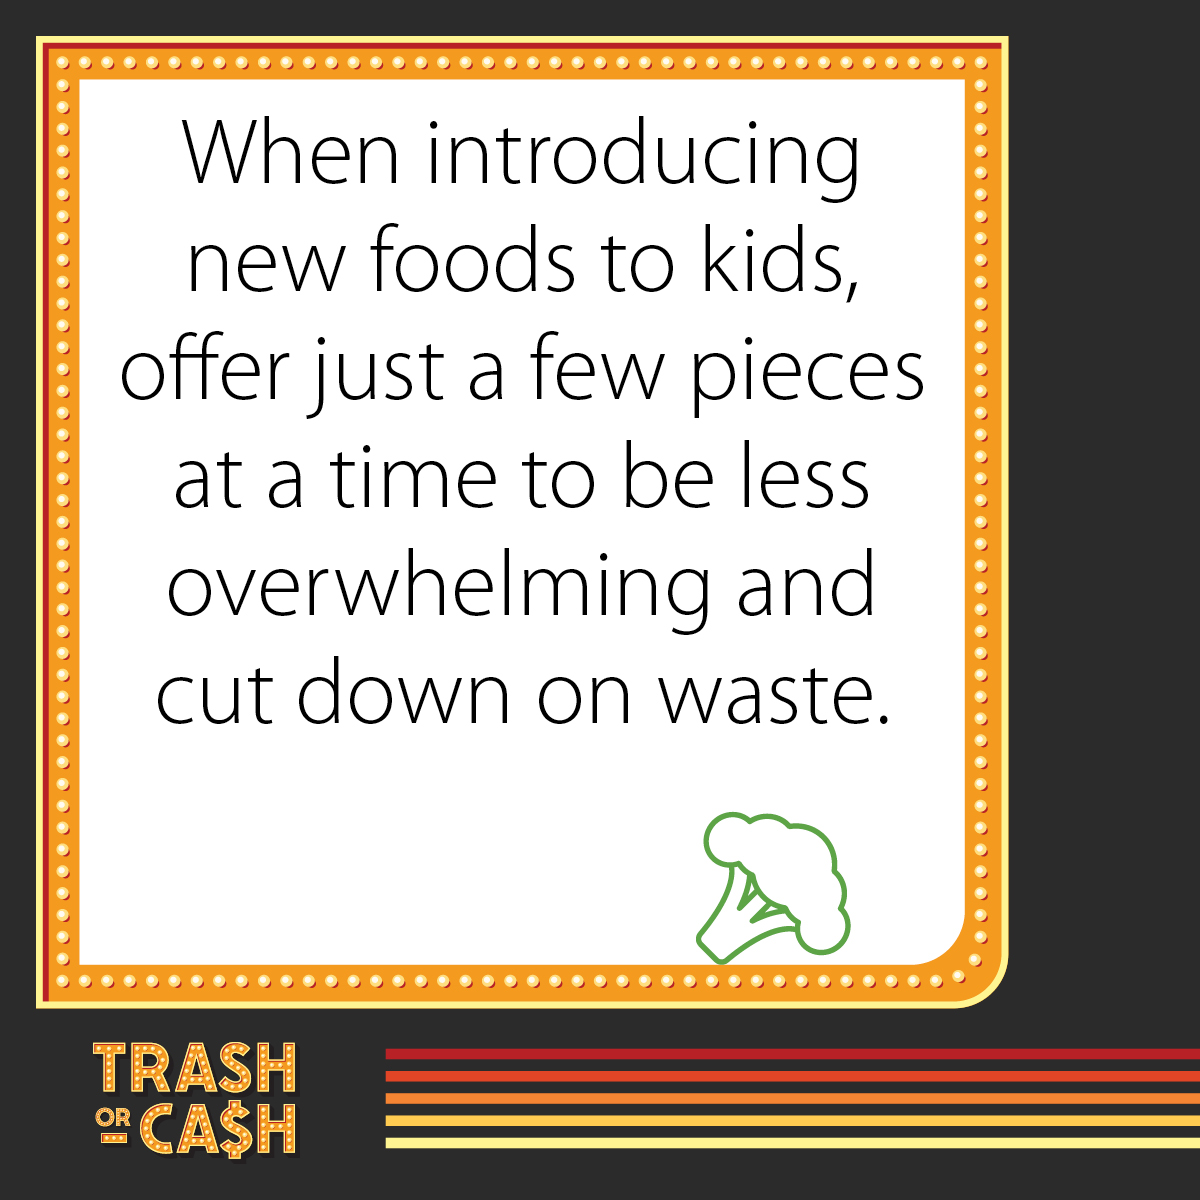 When introducing
new foods to kids,
offer just a few pieces
at a time to be less
overwhelming and
cut down on waste.
TRASH
OR CA$H